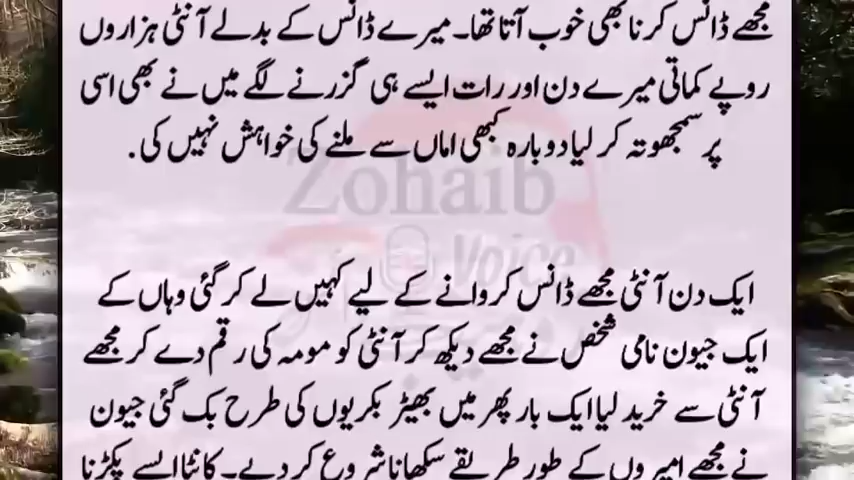 مجھے ڈانس کرنا بھی خوب آتا تھا۔ میرے ڈانس کے بدلے آنٹی ہزاروں
روپے کماتی میرے دن اور رات ایسے ہی گزرنے لگے میں نے بھی اسی
پر سمجھوتہ کر لیا دوبارہ کبھی اماں سے ملنے کی خواہش نہیں کی.
Zohaib
Voice
ایک دن آنٹی مجھے ڈانس کروانے کے لیے کہیں لے کر گئی وہاں کے
ایک جیون نامی شخص نے مجھے دیکھ کر آنٹی کو مومہ کی رقم دے کر مجھے
آنٹی سے خرید لیا ایک بار پھر میں بھیڑ بکریوں کی طرح بک گئی جیون
نے مجھے امیروں کے طور طریقے سکھانا شروع کر دیے۔ کانٹا ایسے پکڑنا